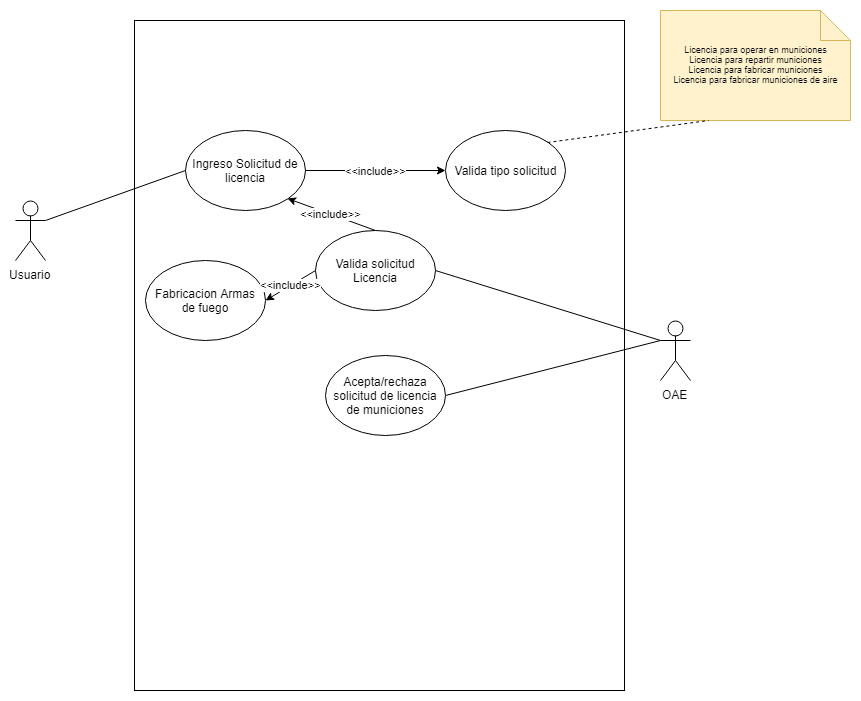 Licencia para operar en municiones
Licencia para repartir municiones
Licencia para fabricar municiones
Licencia para fabricar municiones de aire
Ingreso Solicitud de
licencia
<<include>>
Valida tipo solicitud
<<include>>
Usuario
Valida solicitud
Licencia
<<include>>
Fabricacion Armas
de fuego
Acepta/rechaza
solicitud de licencia
de municiones
OAE